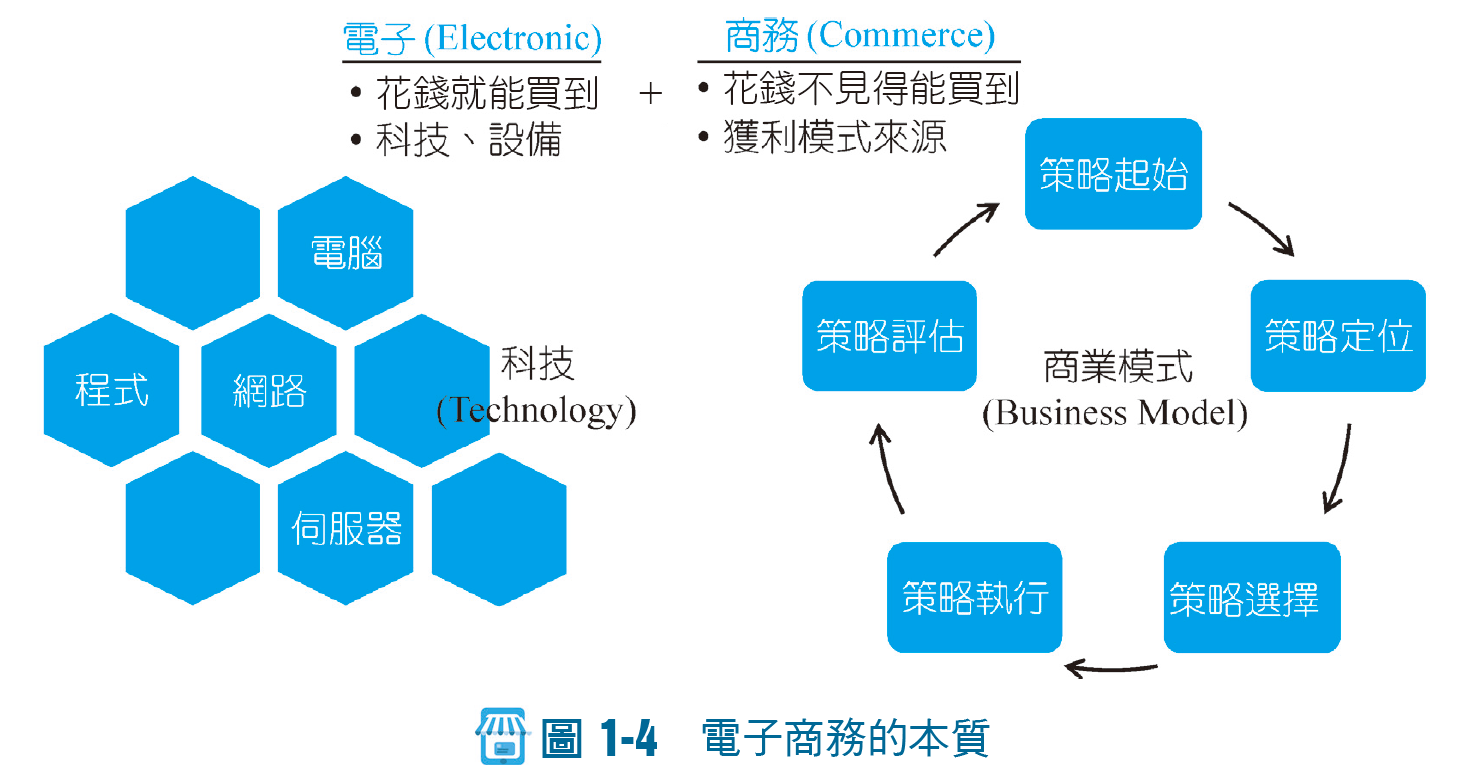 電子(Electronic)
• 花錢就能買到
• 科技、設備
+
商務(Commerce)
• 花錢不見得能買到
• 獲利模式來源
電腦
程式
網路
伺服器
科技
(Technology)
策略起始
策略定位
策略選擇
策略執行
策略評估
商業模式
(Business Model)
圖 1-4 電子商務的本質